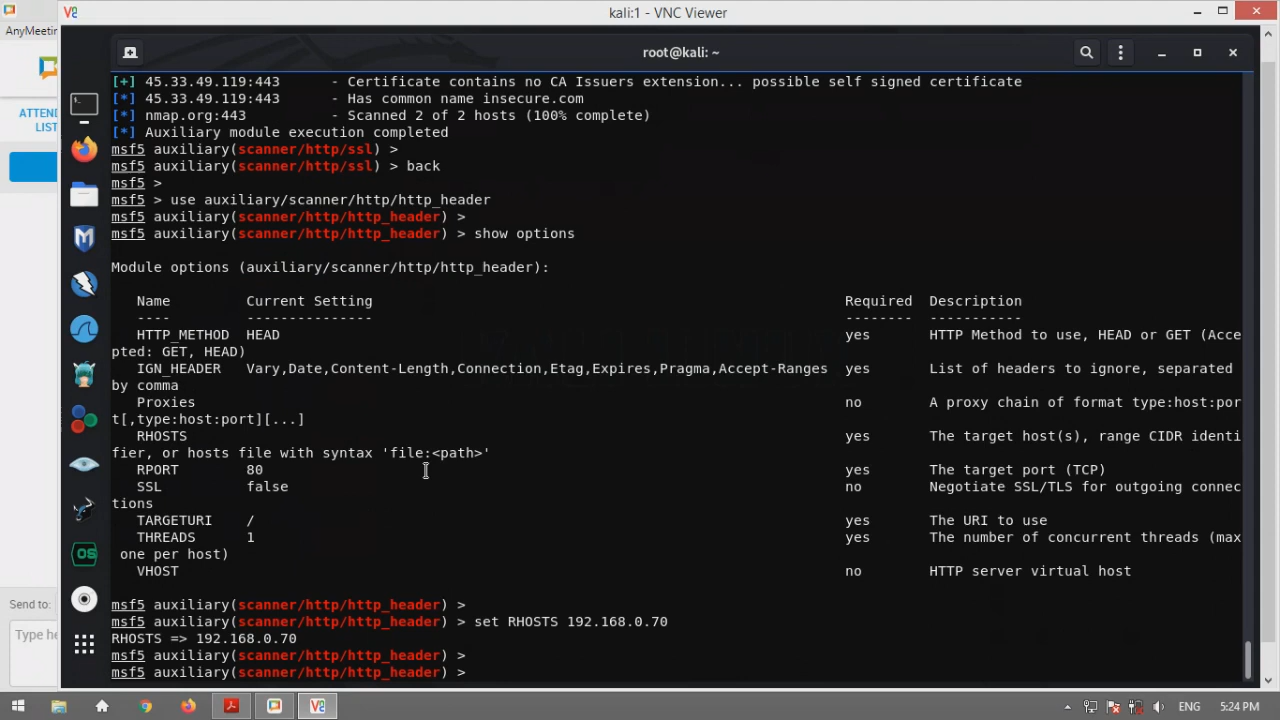 kali:1 - VNC Viewer
AnyMeeti
ATTEND
LIST
Send to:
Type he
root@kali: ~
[+] 45.33.49.119:443      - Certificate contains no CA Issuers extension... possible self signed certificate
[*] 45.33.49.119:443      - Has common name insecure.com
[*] nmap.org:443          - Scanned 2 of 2 hosts (100% complete)
[*] Auxiliary module execution completed
msf5 auxiliary(scanner/http/ssl) >
msf5 auxiliary(scanner/http/ssl) > back
msf5 >
msf5 > use auxiliary/scanner/http/http_header
msf5 auxiliary(scanner/http/http_header) >
msf5 auxiliary(scanner/http/http_header) > show options
Module options (auxiliary/scanner/http/http_header):
Name         Current Setting                                                        Required  Description
----         ---------------                                                        --------  -----------
HTTP_METHOD  HEAD                                                                   yes       HTTP Method to use, HEAD or GET (Acce
pted: GET, HEAD)
IGN_HEADER   Vary,Date,Content-Length,Connection,Etag,Expires,Pragma,Accept-Ranges  yes       List of headers to ignore, separated
by comma
Proxies                                                                             no        A proxy chain of format type:host:por
t[,type:host:port][...]
RHOSTS                                                                              yes       The target host(s), range CIDR identi
fier, or hosts file with syntax 'file:<path>'
RPORT        80                                                                     yes       The target port (TCP)
SSL          false                                                                  no        Negotiate SSL/TLS for outgoing connec
tions
TARGETURI    /                                                                      yes       The URI to use
THREADS      1                                                                      yes       The number of concurrent threads (max
one per host)
VHOST                                                                               no        HTTP server virtual host
msf5 auxiliary(scanner/http/http_header) >
msf5 auxiliary(scanner/http/http_header) > set RHOSTS 192.168.0.70
RHOSTS => 192.168.0.70
msf5 auxiliary(scanner/http/http_header) >
msf5 auxiliary(scanner/http/http_header) >
ENG
5:24 PM